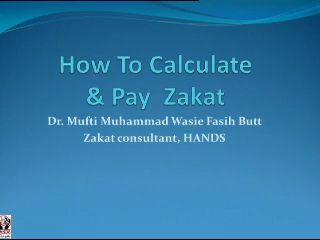 How To Calculate
& Pay Zakat
Dr. Mufti Muhammad Wasie Fasih Butt
Zakat consultant, HANDS